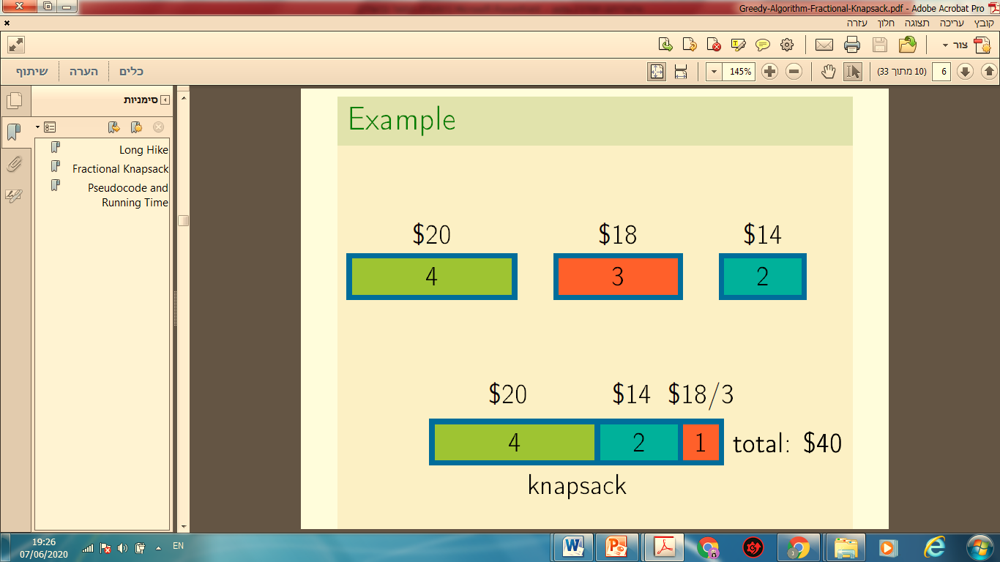 Greedy-Algorithm-Fractional-Knapsack.pdf - Adobe Acrobat Pro
קובץ עריכה תצוגה חלון עזרה
צור
6 (10 מתוך 33) 145%
כלים הערה שיתוף
סימניות
Long Hike
Fractional Knapsack
Pseudocode and
Running Time
Example
$20 $18 $14
4 3 2
$20 $14 $18/3
4 2 1 total: $40
knapsack
19:26
07/06/2020
EN